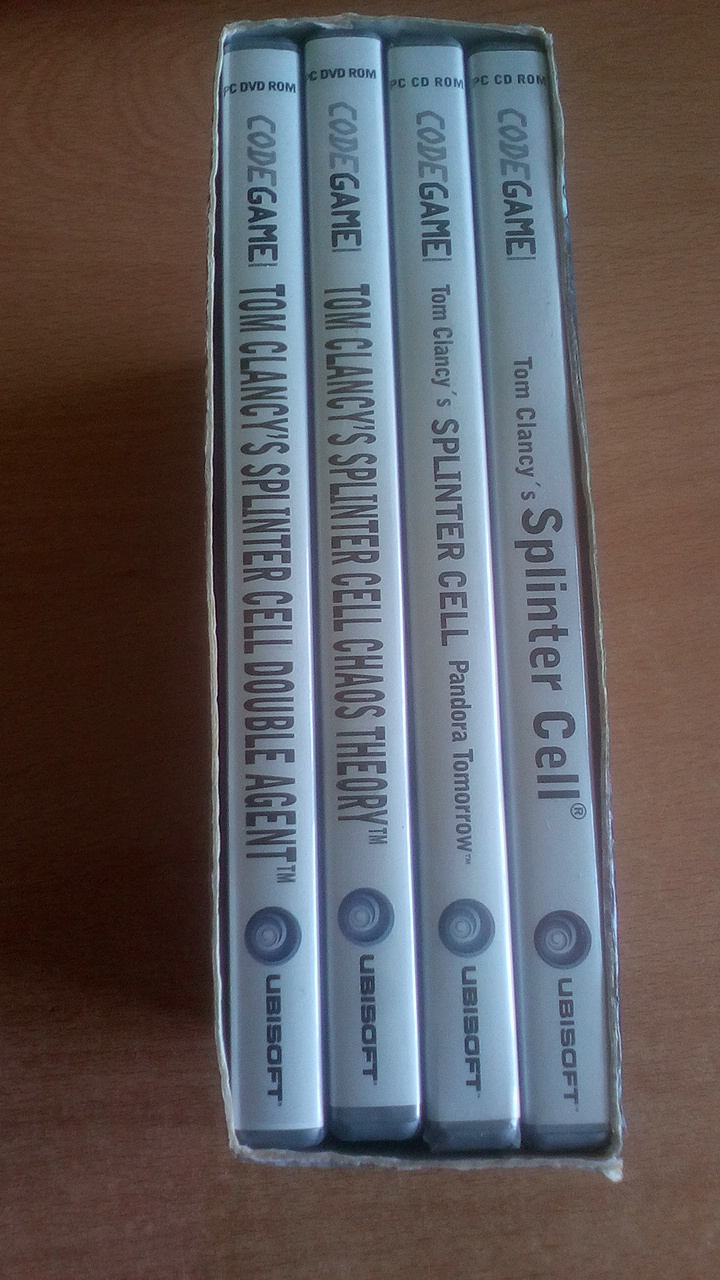 PC DVD ROM
CODEGAME!
TOM CLANCY'S SPLINTER CELL DOUBLE AGENT™
UBISOFT
PC DVD ROM
CODEGAME!
TOM CLANCY'S SPLINTER CELL CHAOS THEORY™
UBISOFT
PC CD ROM
CODEGAME!
Tom Clancy´s SPLINTER CELL Pandora Tomorrow™
UBISOFT
PC CD ROM
CODEGAME!
Tom Clancy´s Splinter Cell®
UBISOFT